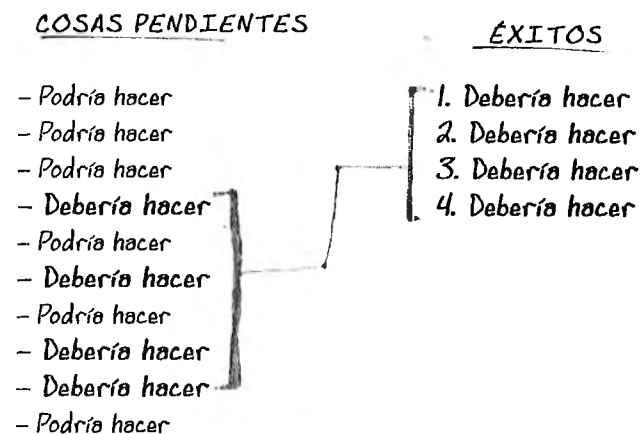 COSAS PENDIENTES
- Podría hacer
- Podría hacer
- Podría hacer
- Debería hacer
- Podría hacer
- Debería hacer
- Podría hacer
- Debería hacer
- Debería hacer
- Podría hacer
ÉXITOS
1. Debería hacer
2. Debería hacer
3. Debería hacer
4. Debería hacer